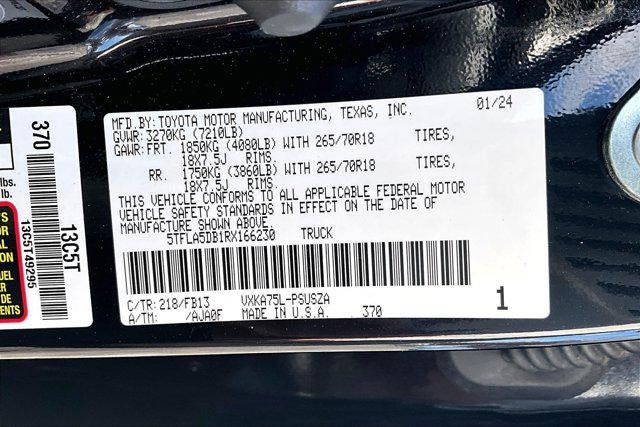 MFD.BY:TOYOTA MOTOR MANUFACTURING, TEXAS, INC. 01/24
GVWR: 3270KG (7210LB)
GAWR: FRT. 1850KG (4080LB) WITH 265/70R18 TIRES,
18X7.5J RIMS.
RR. 1750KG (3860LB) WITH 265/70R18 TIRES,
18X7.5J RIMS.
THIS VEHICLE CONFORMS TO ALL APPLICABLE FEDERAL MOTOR
VEHICLE SAFETY STANDARDS IN EFFECT ON THE DATE OF
MANUFACTURE SHOWN ABOVE.
5TFLA5DB1RX166230 TRUCK
C/TR:218/FB13 VXKA75L-PSUSZA
A/TM: /AJA0F MADE IN U.S.A. 370 1
370
13C5T
13C5T49295
lbs.
lb.